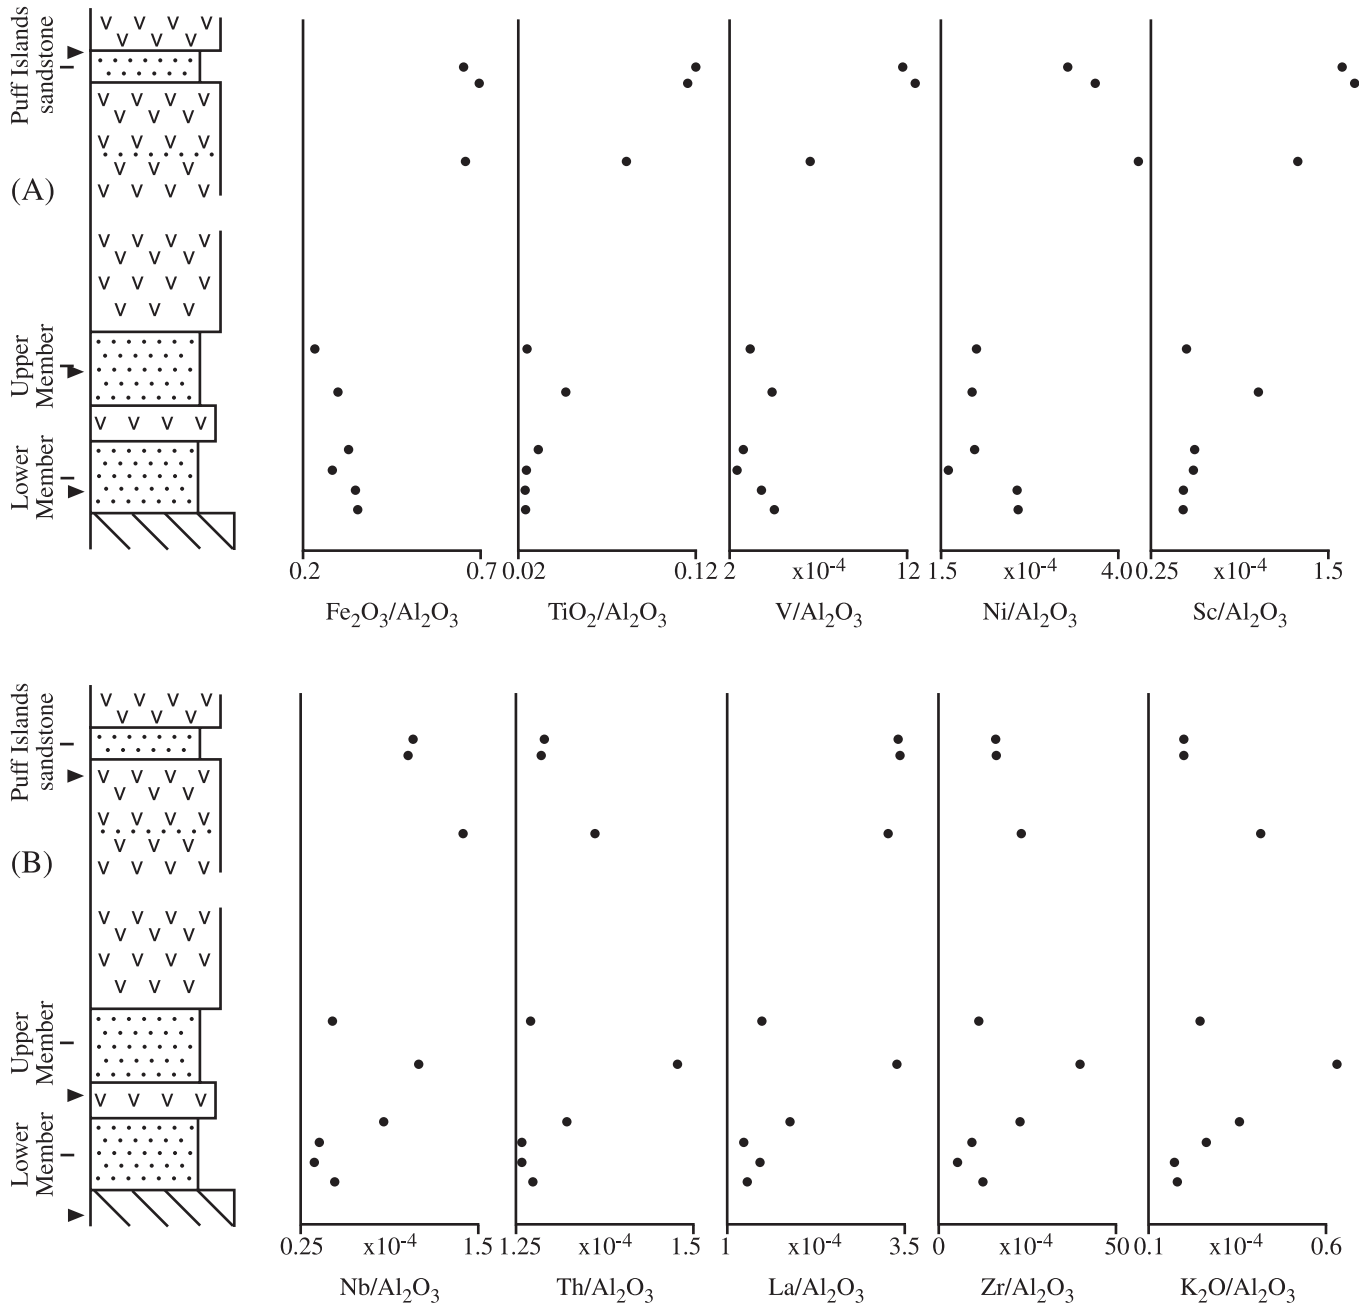 Puff Islands
sandstone
(A)
Upper
Member
Lower
Member
0.2 0.7 0.02 0.12 2 x10-4 12 1.5 x10-4 4.0 0.25 x10-4 1.5
Fe2O3/Al2O3 TiO2/Al2O3 V/Al2O3 Ni/Al2O3 Sc/Al2O3
Puff Islands
sandstone
(B)
Upper
Member
Lower
Member
0.25 x10-4 1.5 1.25 x10-4 1.5 1 x10-4 3.5 0 x10-4 50 0.1 x10-4 0.6
Nb/Al2O3 Th/Al2O3 La/Al2O3 Zr/Al2O3 K2O/Al2O3